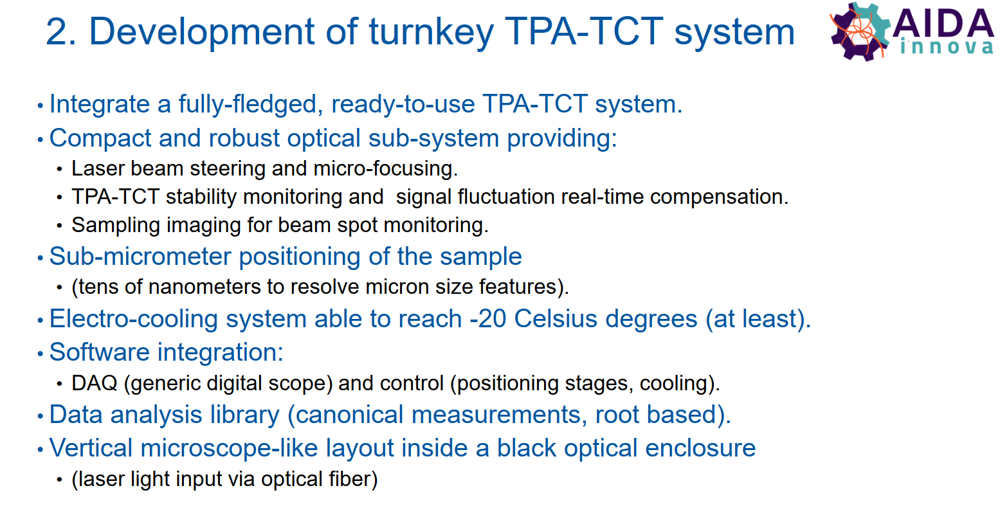 2. Development of turnkey TPA-TCT system
AIDA
innova
• Integrate a fully-fledged, ready-to-use TPA-TCT system.
• Compact and robust optical sub-system providing:
• Laser beam steering and micro-focusing.
• TPA-TCT stability monitoring and  signal fluctuation real-time compensation.
• Sampling imaging for beam spot monitoring.
• Sub-micrometer positioning of the sample
• (tens of nanometers to resolve micron size features).
• Electro-cooling system able to reach -20 Celsius degrees (at least).
• Software integration:
• DAQ (generic digital scope) and control (positioning stages, cooling).
• Data analysis library (canonical measurements, root based).
• Vertical microscope-like layout inside a black optical enclosure
• (laser light input via optical fiber)